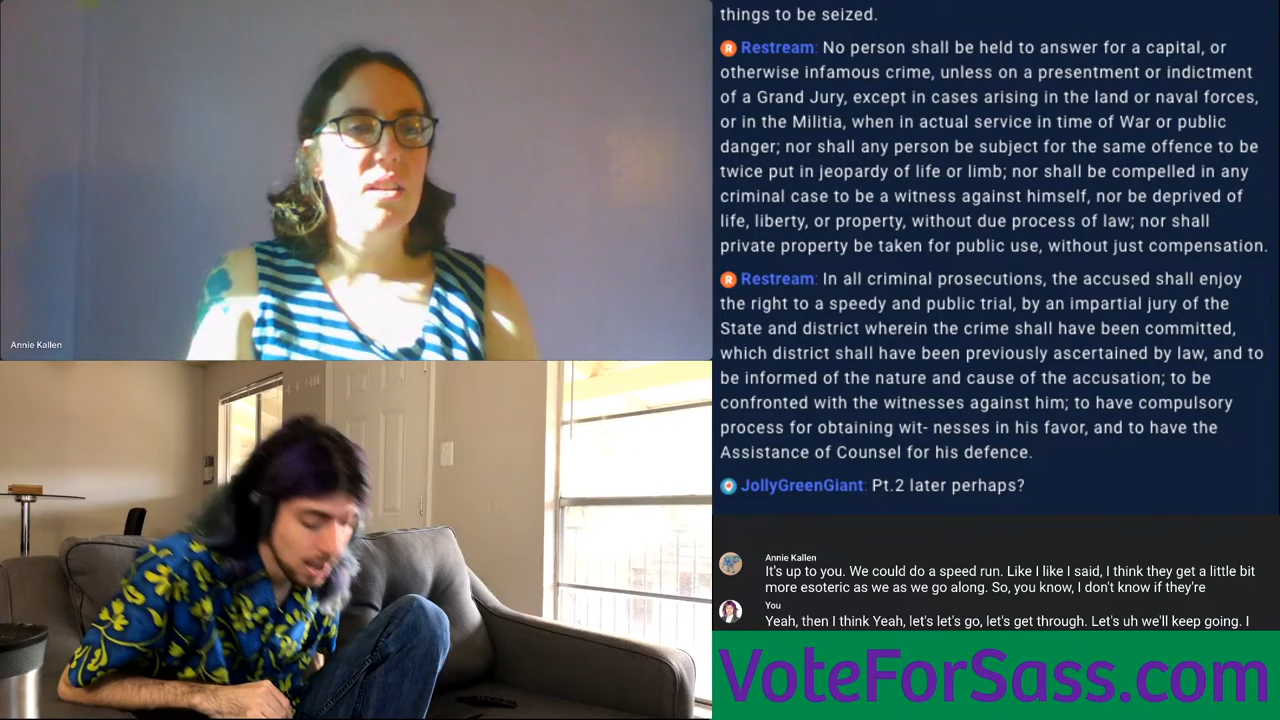 things to be seized.
Restream: No person shall be held to answer for a capital, or
otherwise infamous crime, unless on a presentment or indictment
of a Grand Jury, except in cases arising in the land or naval forces,
or in the Militia, when in actual service in time of War or public
danger; nor shall any person be subject for the same offence to be
twice put in jeopardy of life or limb; nor shall be compelled in any
criminal case to be a witness against himself, nor be deprived of
life, liberty, or property, without due process of law; nor shall
private property be taken for public use, without just compensation.
Restream: In all criminal prosecutions, the accused shall enjoy
the right to a speedy and public trial, by an impartial jury of the
State and district wherein the crime shall have been committed,
which district shall have been previously ascertained by law, and to
be informed of the nature and cause of the accusation; to be
confronted with the witnesses against him; to have compulsory
process for obtaining wit- nesses in his favor, and to have the
Assistance of Counsel for his defence.
JollyGreenGiant: Pt.2 later perhaps?
Annie Kallen
Annie Kallen
It's up to you. We could do a speed run. Like I like I said, I think they get a little bit
more esoteric as we as we go along. So, you know, I don't know if they're
You
Yeah, then I think Yeah, let's let's go, let's get through. Let's uh we'll keep going. I
VoteForSass.com